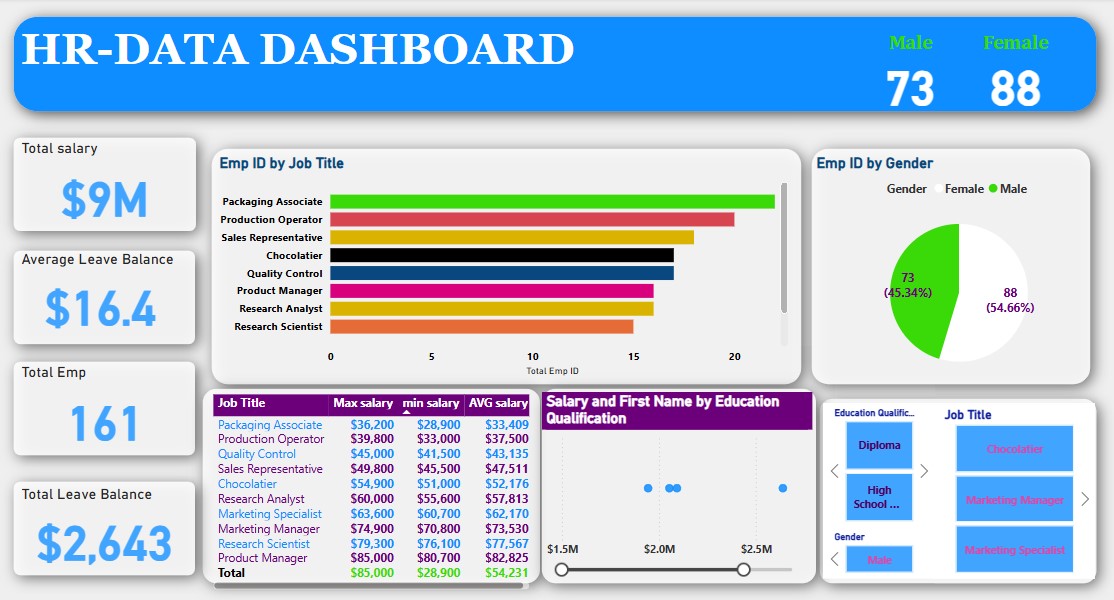 HR-DATA DASHBOARD
Male
Female
73
88
Total salary
$9M
Average Leave Balance
$16.4
Total Emp
161
Total Leave Balance
$2,643
Emp ID by Job Title
Packaging Associate
Production Operator
Sales Representative
Chocolatier
Quality Control
Product Manager
Research Analyst
Research Scientist
0 5 10 15 20
Total Emp ID
Emp ID by Gender
Gender Female Male
73
(45.34%)
88
(54.66%)
Job Title Max salary min salary AVG salary
Packaging Associate $36,200 $28,900 $33,409
Production Operator $39,800 $33,000 $37,500
Quality Control $45,000 $41,500 $43,135
Sales Representative $49,800 $45,500 $47,511
Chocolatier $54,900 $51,000 $52,176
Research Analyst $60,000 $55,600 $57,813
Marketing Specialist $63,600 $60,700 $62,170
Marketing Manager $74,900 $70,800 $73,530
Research Scientist $79,300 $76,100 $77,567
Product Manager $85,000 $80,700 $82,825
Total $85,000 $28,900 $54,231
Salary and First Name by Education
Qualification
$1.5M $2.0M $2.5M
Education Qualific...
Diploma
High
School ...
Gender
Male
Job Title
Chocolatier
Marketing Manager
Marketing Specialist